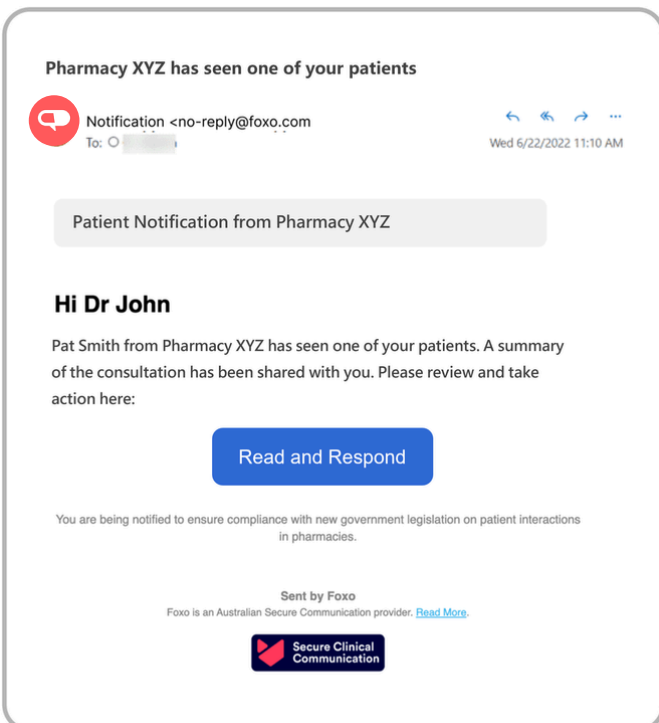 Pharmacy XYZ has seen one of your patients
Notification <no-reply@foxo.com
To:
Wed 6/22/2022 11:10 AM
Patient Notification from Pharmacy XYZ
Hi Dr John
Pat Smith from Pharmacy XYZ has seen one of your patients. A summary
of the consultation has been shared with you. Please review and take
action here:
Read and Respond
You are being notified to ensure compliance with new government legislation on patient interactions
in pharmacies.
Sent by Foxo
Foxo is an Australian Secure Communication provider. Read More.
Secure Clinical
Communication